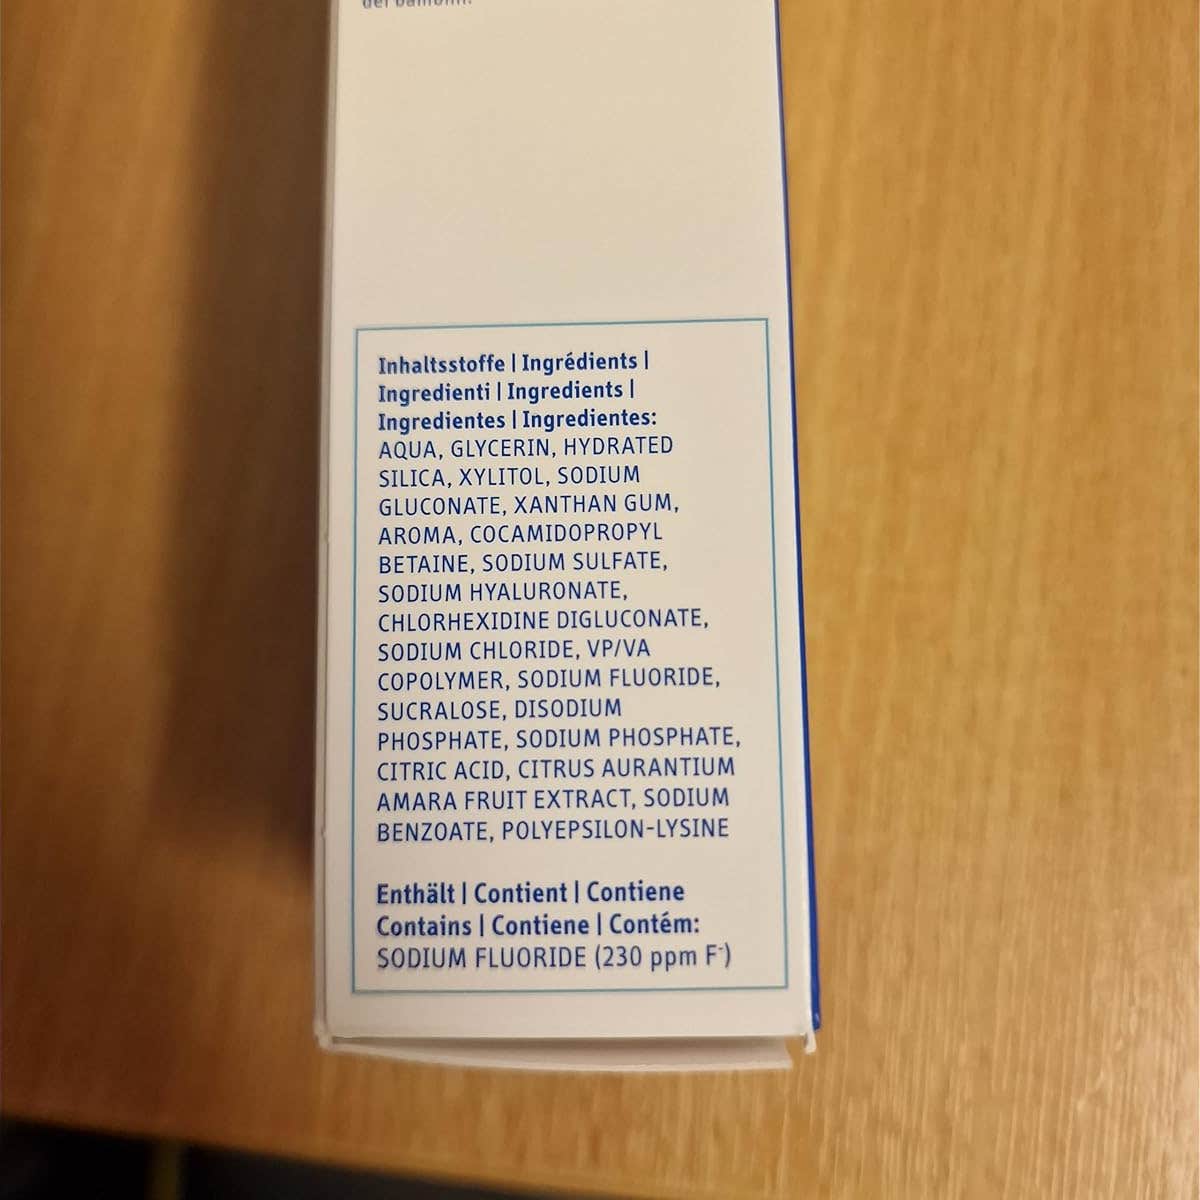 Inhaltsstoffe | Ingrédients |
Ingredienti | Ingredients |
Ingredientes | Ingredientes:
AQUA, GLYCERIN, HYDRATED
SILICA, XYLITOL, SODIUM
GLUCONATE, XANTHAN GUM,
AROMA, COCAMIDOPROPYL
BETAINE, SODIUM SULFATE,
SODIUM HYALURONATE,
CHLORHEXIDINE DIGLUCONATE,
SODIUM CHLORIDE, VP/VA
COPOLYMER, SODIUM FLUORIDE,
SUCRALOSE, DISODIUM
PHOSPHATE, SODIUM PHOSPHATE,
CITRIC ACID, CITRUS AURANTIUM
AMARA FRUIT EXTRACT, SODIUM
BENZOATE, POLYEPSILON-LYSINE
Enthält | Contient | Contiene
Contains | Contiene | Contém:
SODIUM FLUORIDE (230 ppm F⁻)